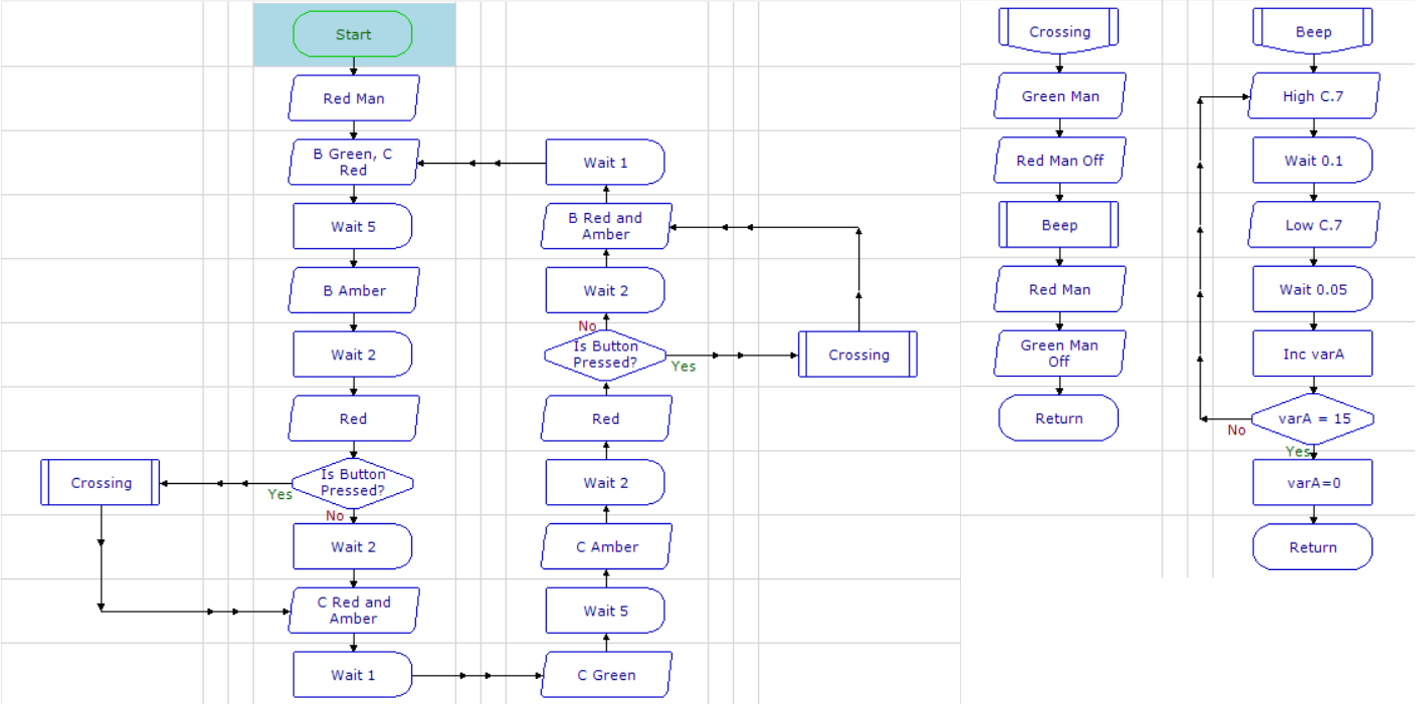 Start
Red Man
B Green, C
Red
Wait 5
B Amber
Wait 2
Red
Is Button
Pressed?
Yes
No
Crossing
Wait 2
C Red and
Amber
Wait 1
C Green
Wait 5
C Amber
Wait 2
Red
Is Button
Pressed?
No
Yes
Crossing
Wait 2
B Red and
Amber
Wait 1
Crossing
Green Man
Red Man Off
Beep
Red Man
Green Man
Off
Return
Beep
High C.7
Wait 0.1
Low C.7
Wait 0.05
Inc varA
varA = 15
No
Yes
varA=0
Return